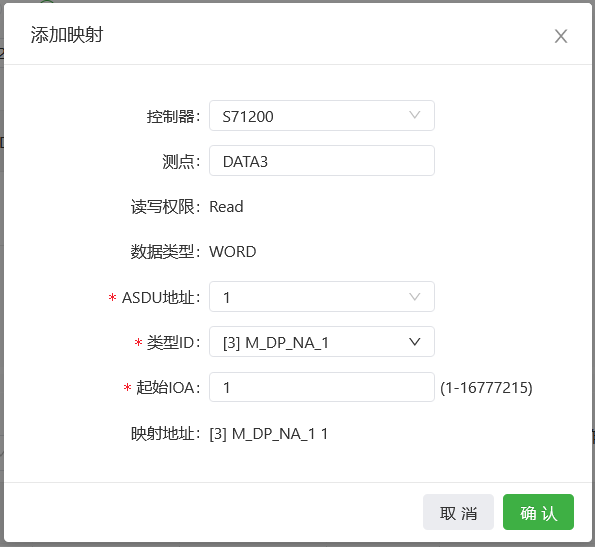 添加映射
控制器: S71200
测点: DATA3
读写权限: Read
数据类型: WORD
* ASDU地址: 1
* 类型ID: [3] M_DP_NA_1
* 起始IOA: 1 (1-16777215)
映射地址: [3] M_DP_NA_1 1
取 消 确 认